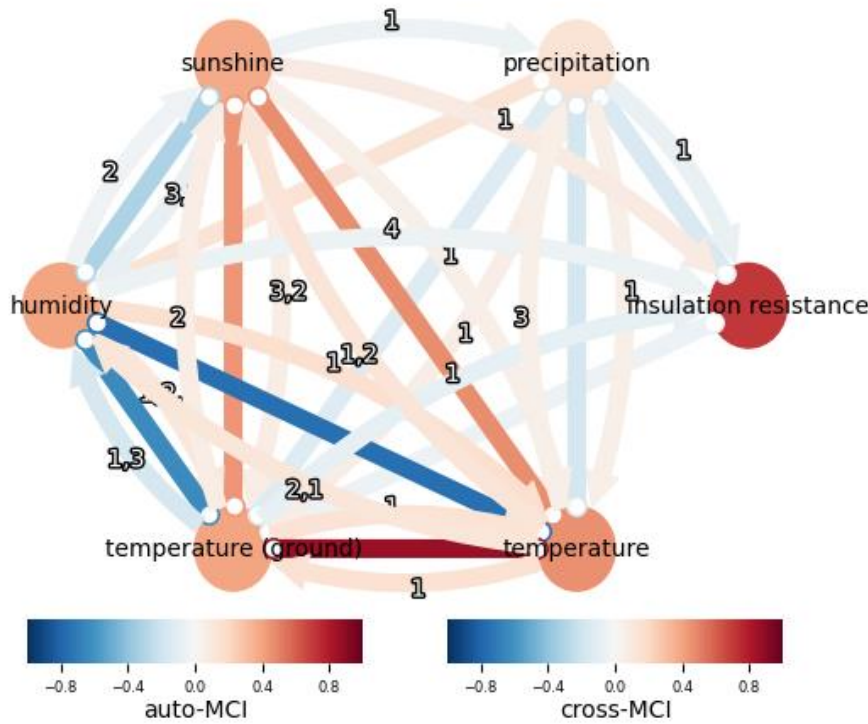 1
sunshine
precipitation
1
1
2
3,
4
1
humidity
3,2
1
insulation resistance
2
3
1
1
1,2
1
1,3
2,1
temperature (ground)
temperature
1
−0.8 −0.4 0.0 0.4 0.8
−0.8 −0.4 0.0 0.4 0.8
auto-MCI
cross-MCI